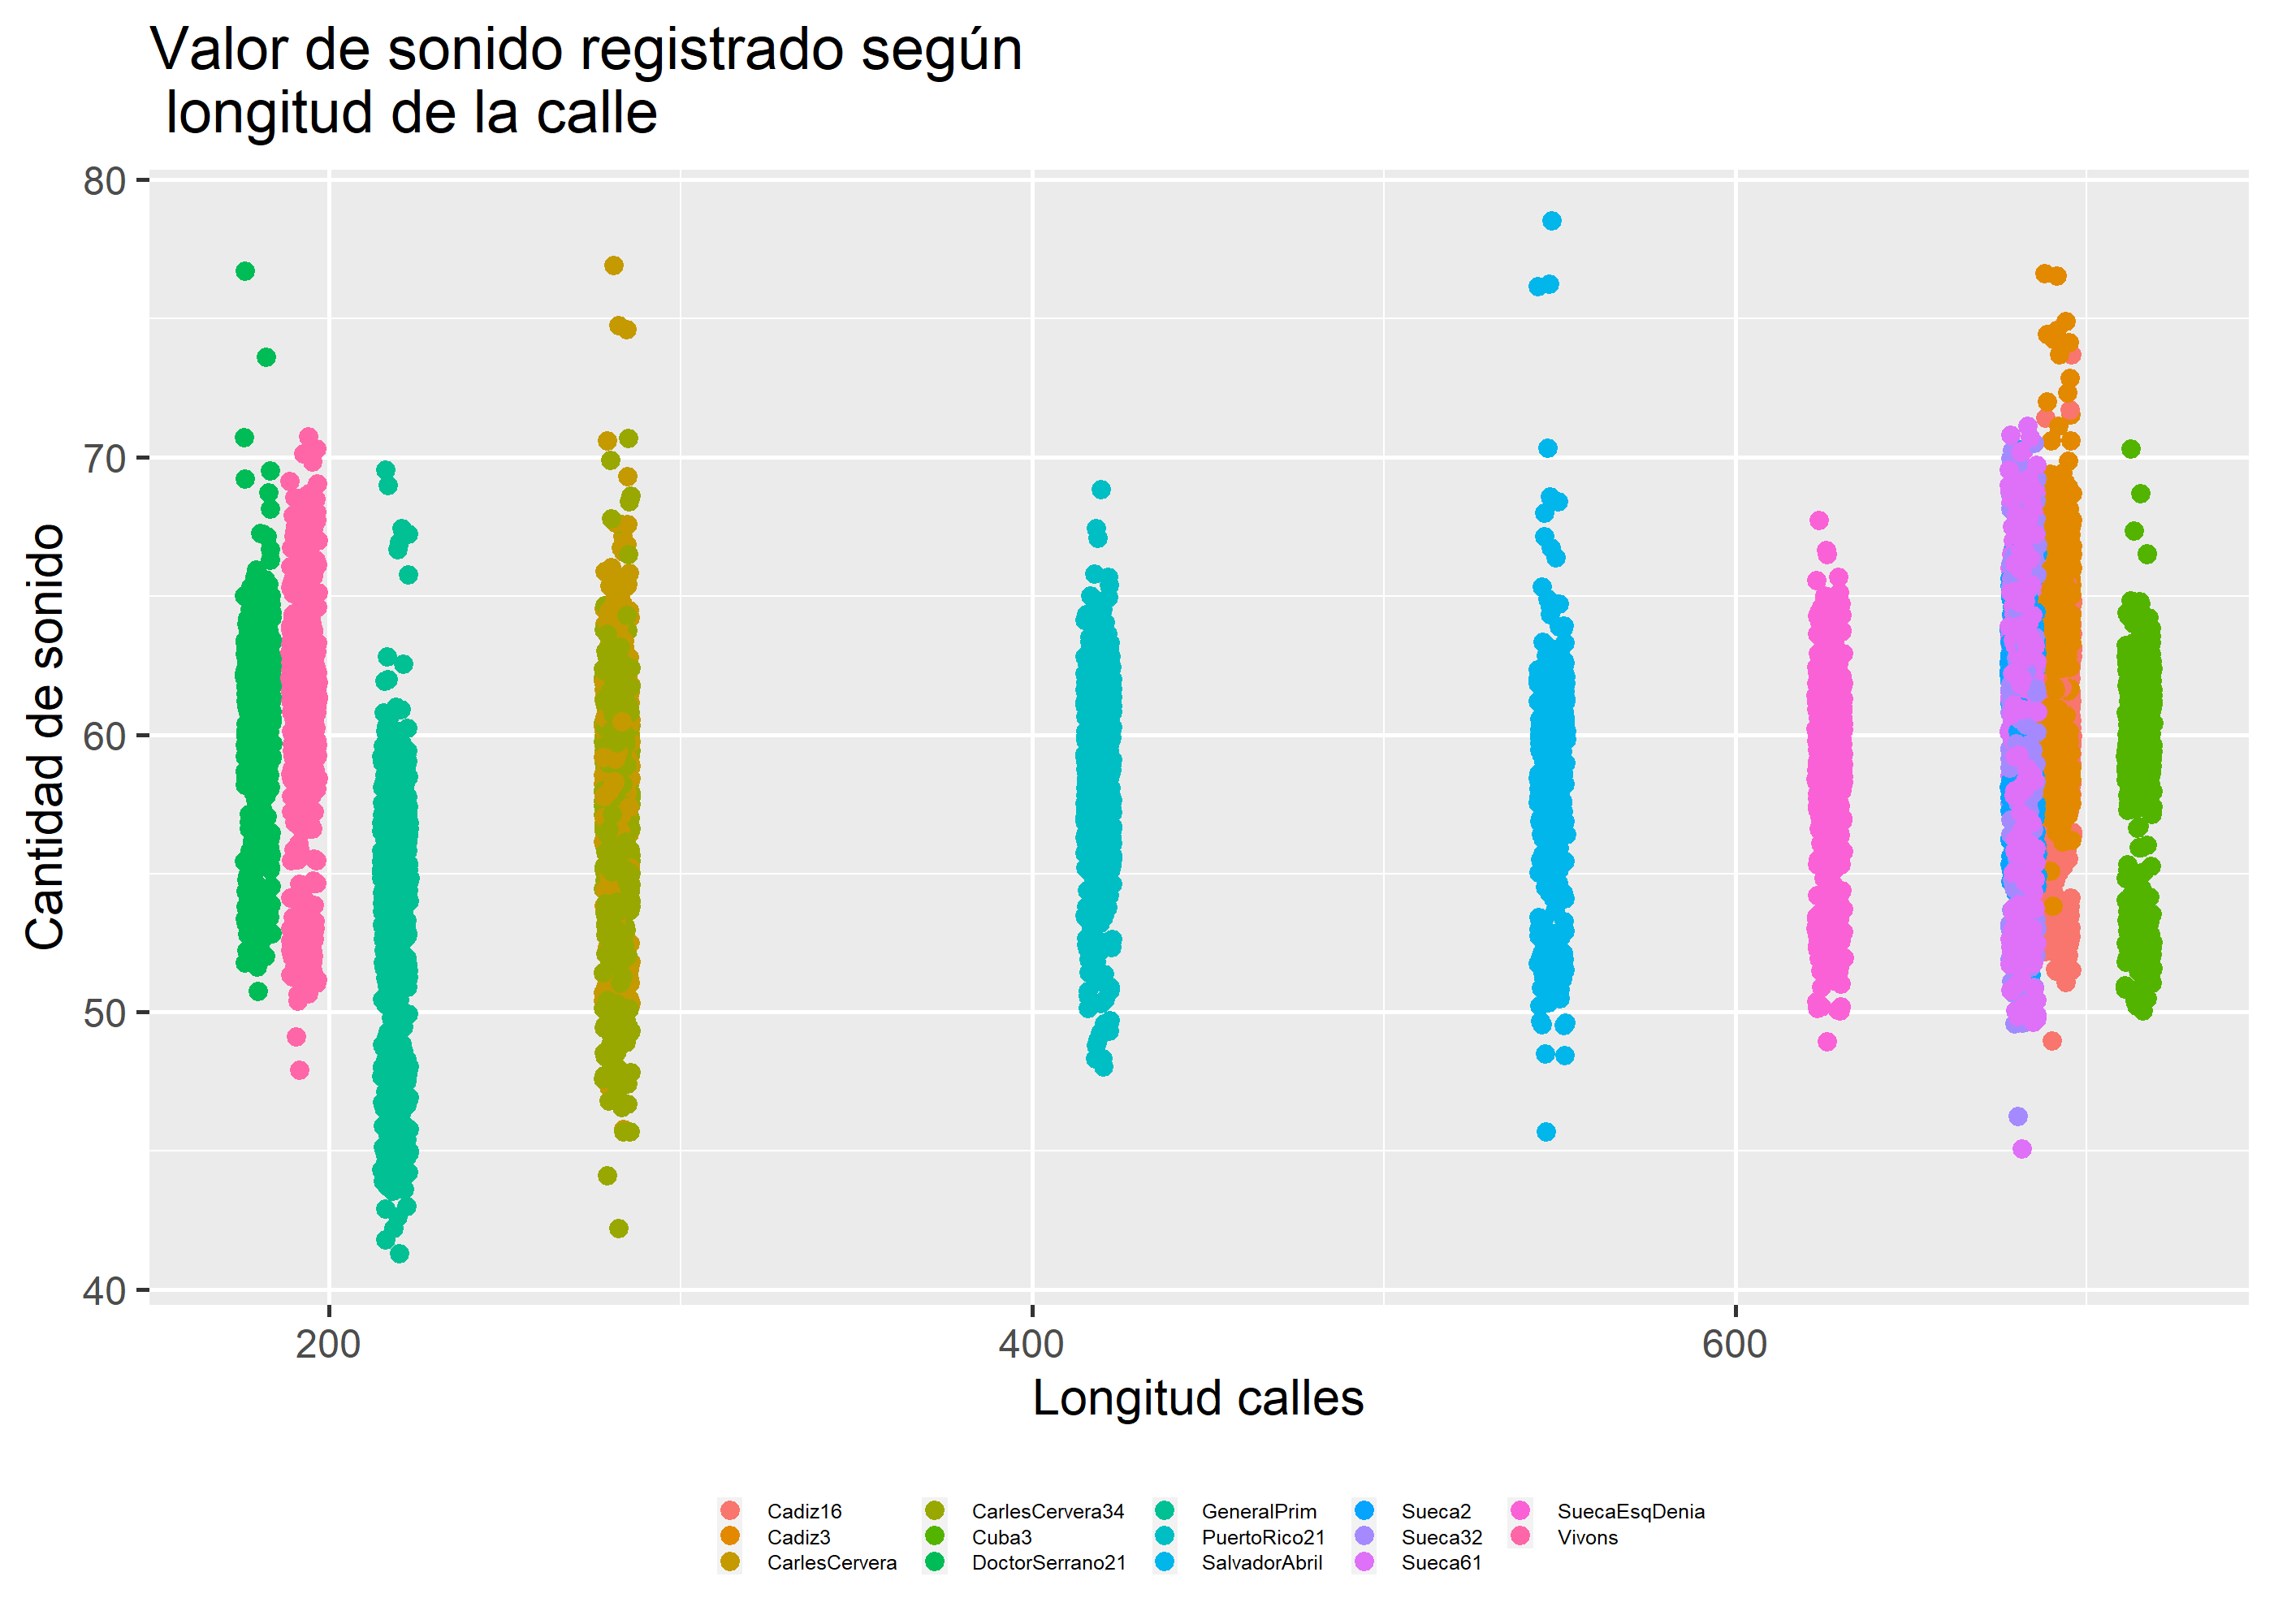 Valor de sonido registrado según
longitud de la calle
80
70
60
50
40
Cantidad de sonido
200 400 600
Longitud calles
Cadiz16 CarlesCervera34 GeneralPrim Sueca2 SuecaEsqDenia
Cadiz3 Cuba3 PuertoRico21 Sueca32 Vivons
CarlesCervera DoctorSerrano21 SalvadorAbril Sueca61